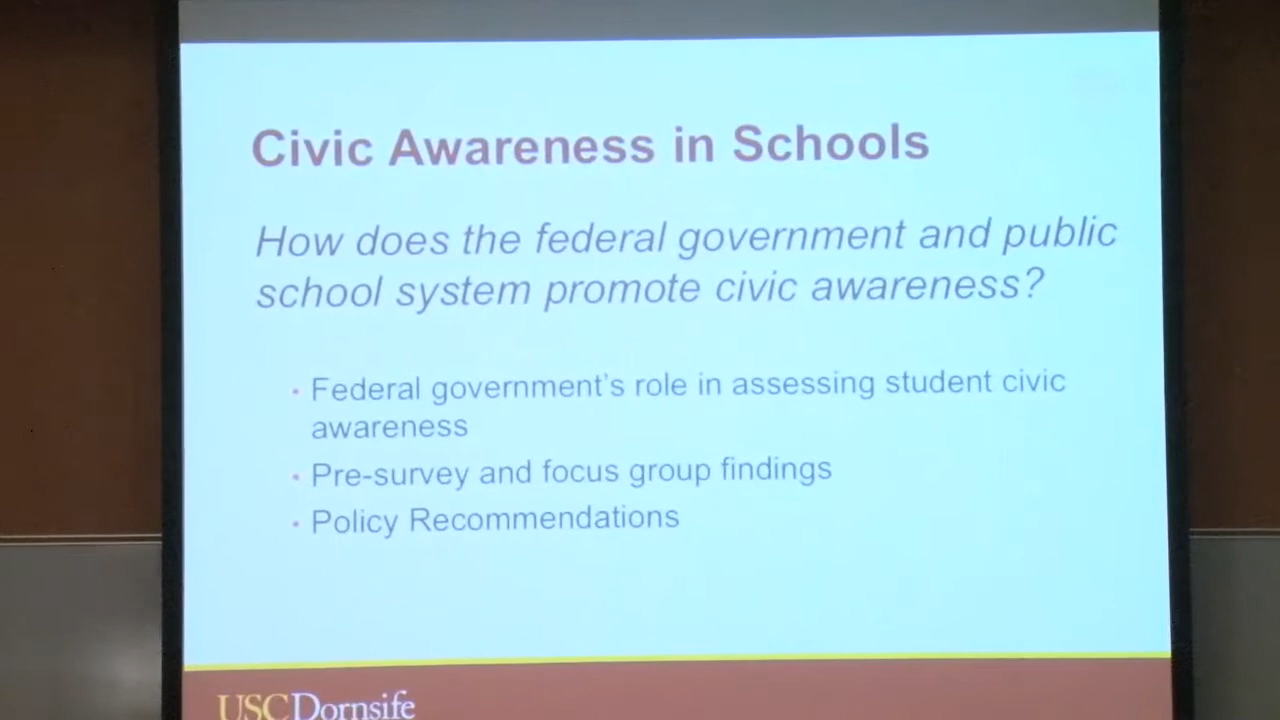 Civic Awareness in Schools
How does the federal government and public
school system promote civic awareness?
• Federal government's role in assessing student civic
awareness
• Pre-survey and focus group findings
• Policy Recommendations
USCDornsife